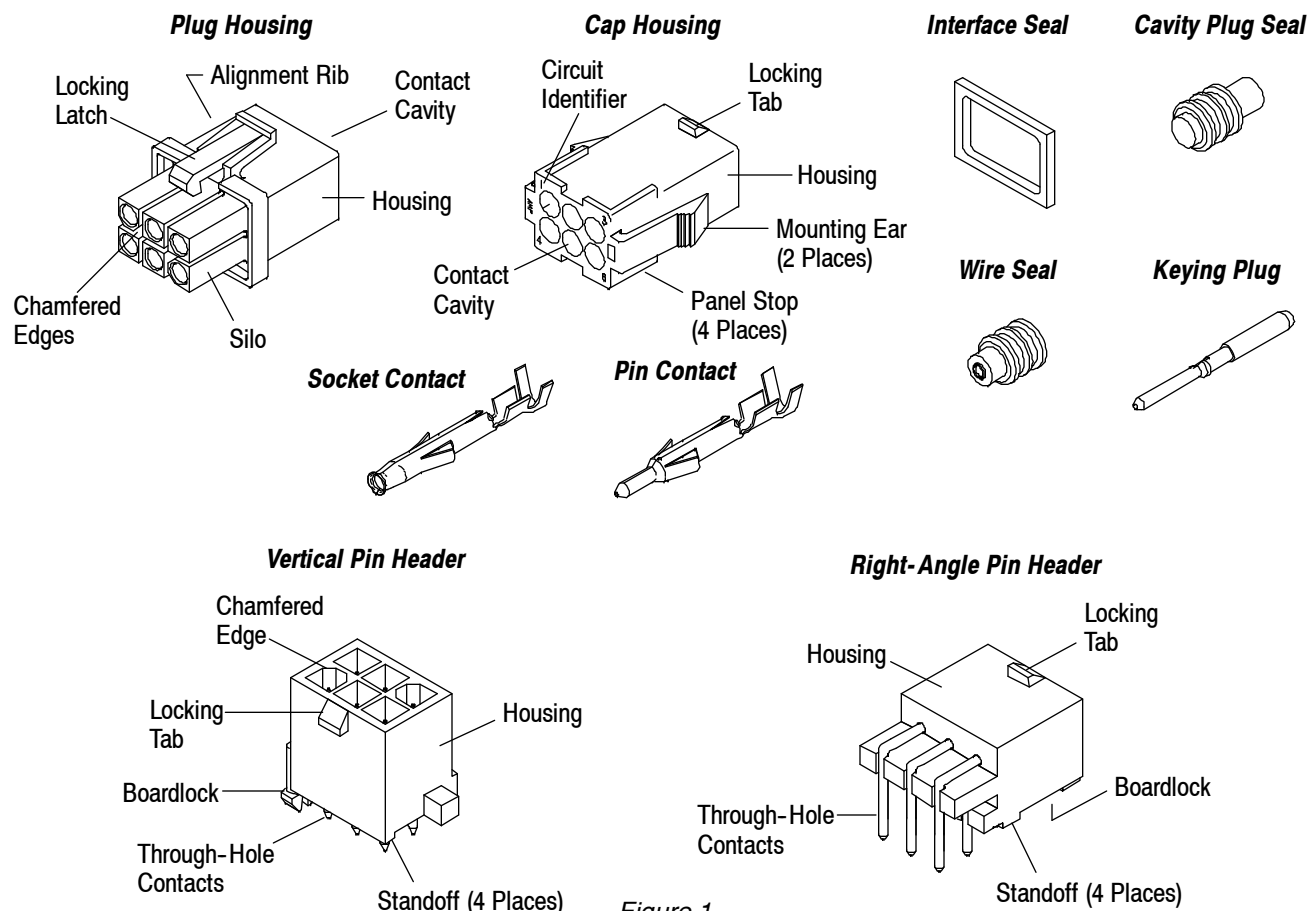 Plug Housing
Locking
Latch
Alignment Rib
Contact
Cavity
Housing
Chamfered
Edges
Silo
Cap Housing
Circuit
Identifier
Locking
Tab
Housing
Mounting Ear
(2 Places)
Contact
Cavity
Panel Stop
(4 Places)
Interface Seal
Cavity Plug Seal
Wire Seal
Keying Plug
Socket Contact
Pin Contact
Vertical Pin Header
Chamfered
Edge
Locking
Tab
Housing
Boardlock
Through-Hole
Contacts
Standoff (4 Places)
Right-Angle Pin Header
Locking
Tab
Housing
Boardlock
Through-Hole
Contacts
Standoff (4 Places)
Figure 1